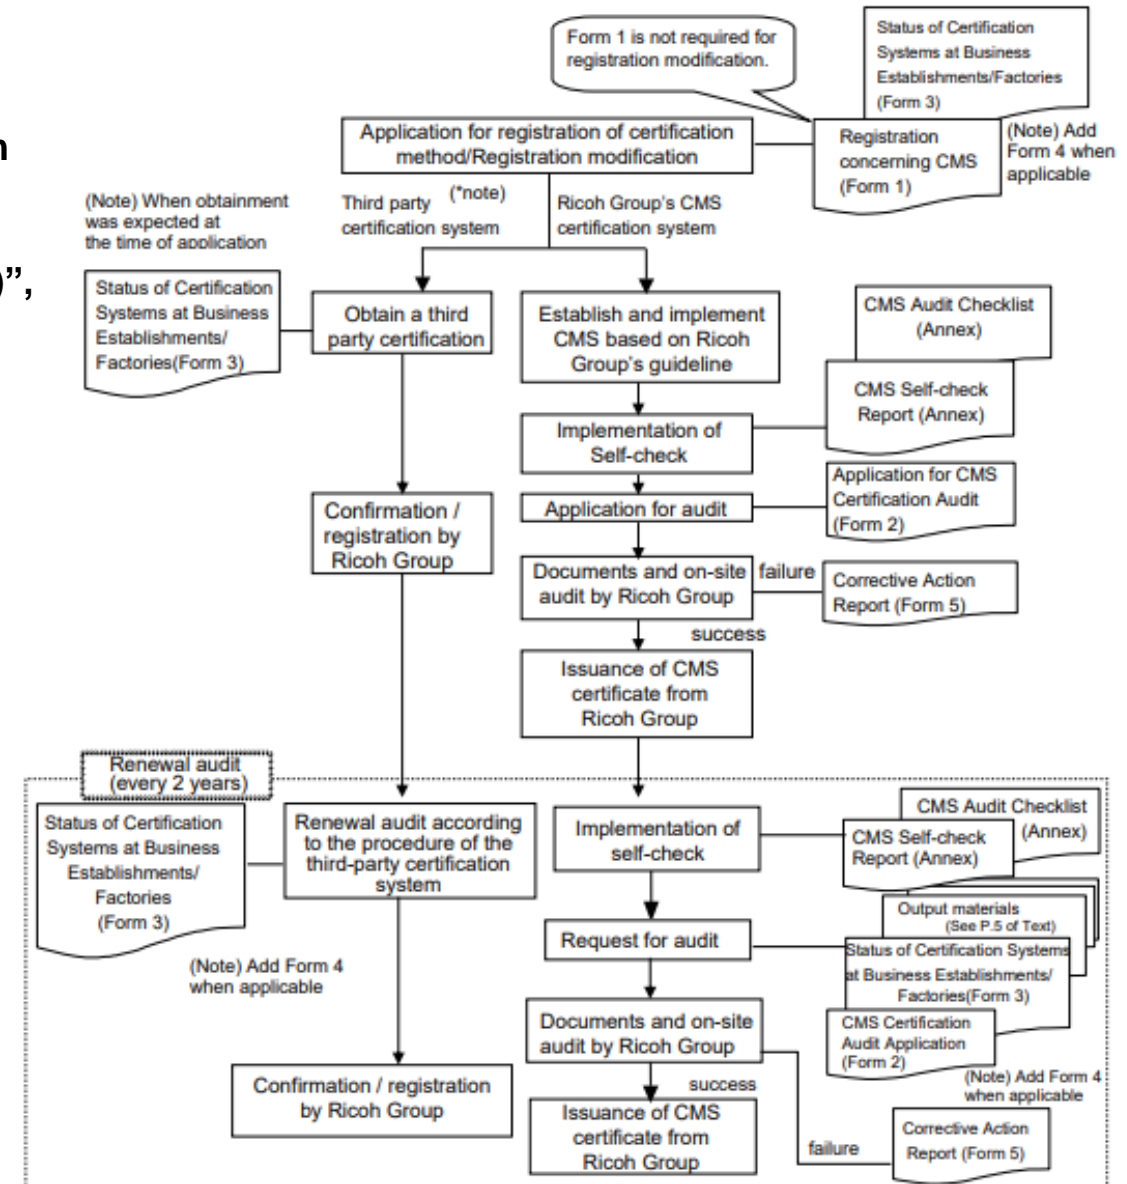 Form 1 is not required for
registration modification.
Status of Certification
Systems at Business
Establishments/Factories
(Form 3)
n
Application for registration of certification
method/Registration modification
Registration
concerning CMS
(Form 1)
(Note) Add
Form 4 when
applicable
(Note) When obtainment
was expected at
the time of application
Third party
certification system
(*note)
Ricoh Group's CMS
certification system
)”,
Status of Certification
Systems at Business
Establishments/
Factories(Form 3)
Obtain a third
party certification
Establish and implement
CMS based on Ricoh
Group's guideline
CMS Audit Checklist
(Annex)
CMS Self-check
Report (Annex)
Implementation of
Self-check
Application for CMS
Certification Audit
(Form 2)
Application for audit
Confirmation /
registration by
Ricoh Group
Documents and on-site
audit by Ricoh Group
failure
Corrective Action
Report (Form 5)
success
Issuance of CMS
certificate from
Ricoh Group
Renewal audit
(every 2 years)
Status of Certification
Systems at Business
Establishments/
Factories
(Form 3)
Renewal audit according
to the procedure of the
third-party certification
system
Implementation of
self-check
CMS Audit Checklist
(Annex)
CMS Self-check
Report (Annex)
Output materials
(See P.5 of Text)
Request for audit
Status of Certification Systems
at Business Establishments/
Factories(Form 3)
(Note) Add Form 4
when applicable
Documents and on-site
audit by Ricoh Group
CMS Certification
Audit Application
(Form 2)
(Note) Add Form 4
when applicable
Confirmation / registration
by Ricoh Group
success
Issuance of CMS
certificate from
Ricoh Group
failure
Corrective Action
Report (Form 5)